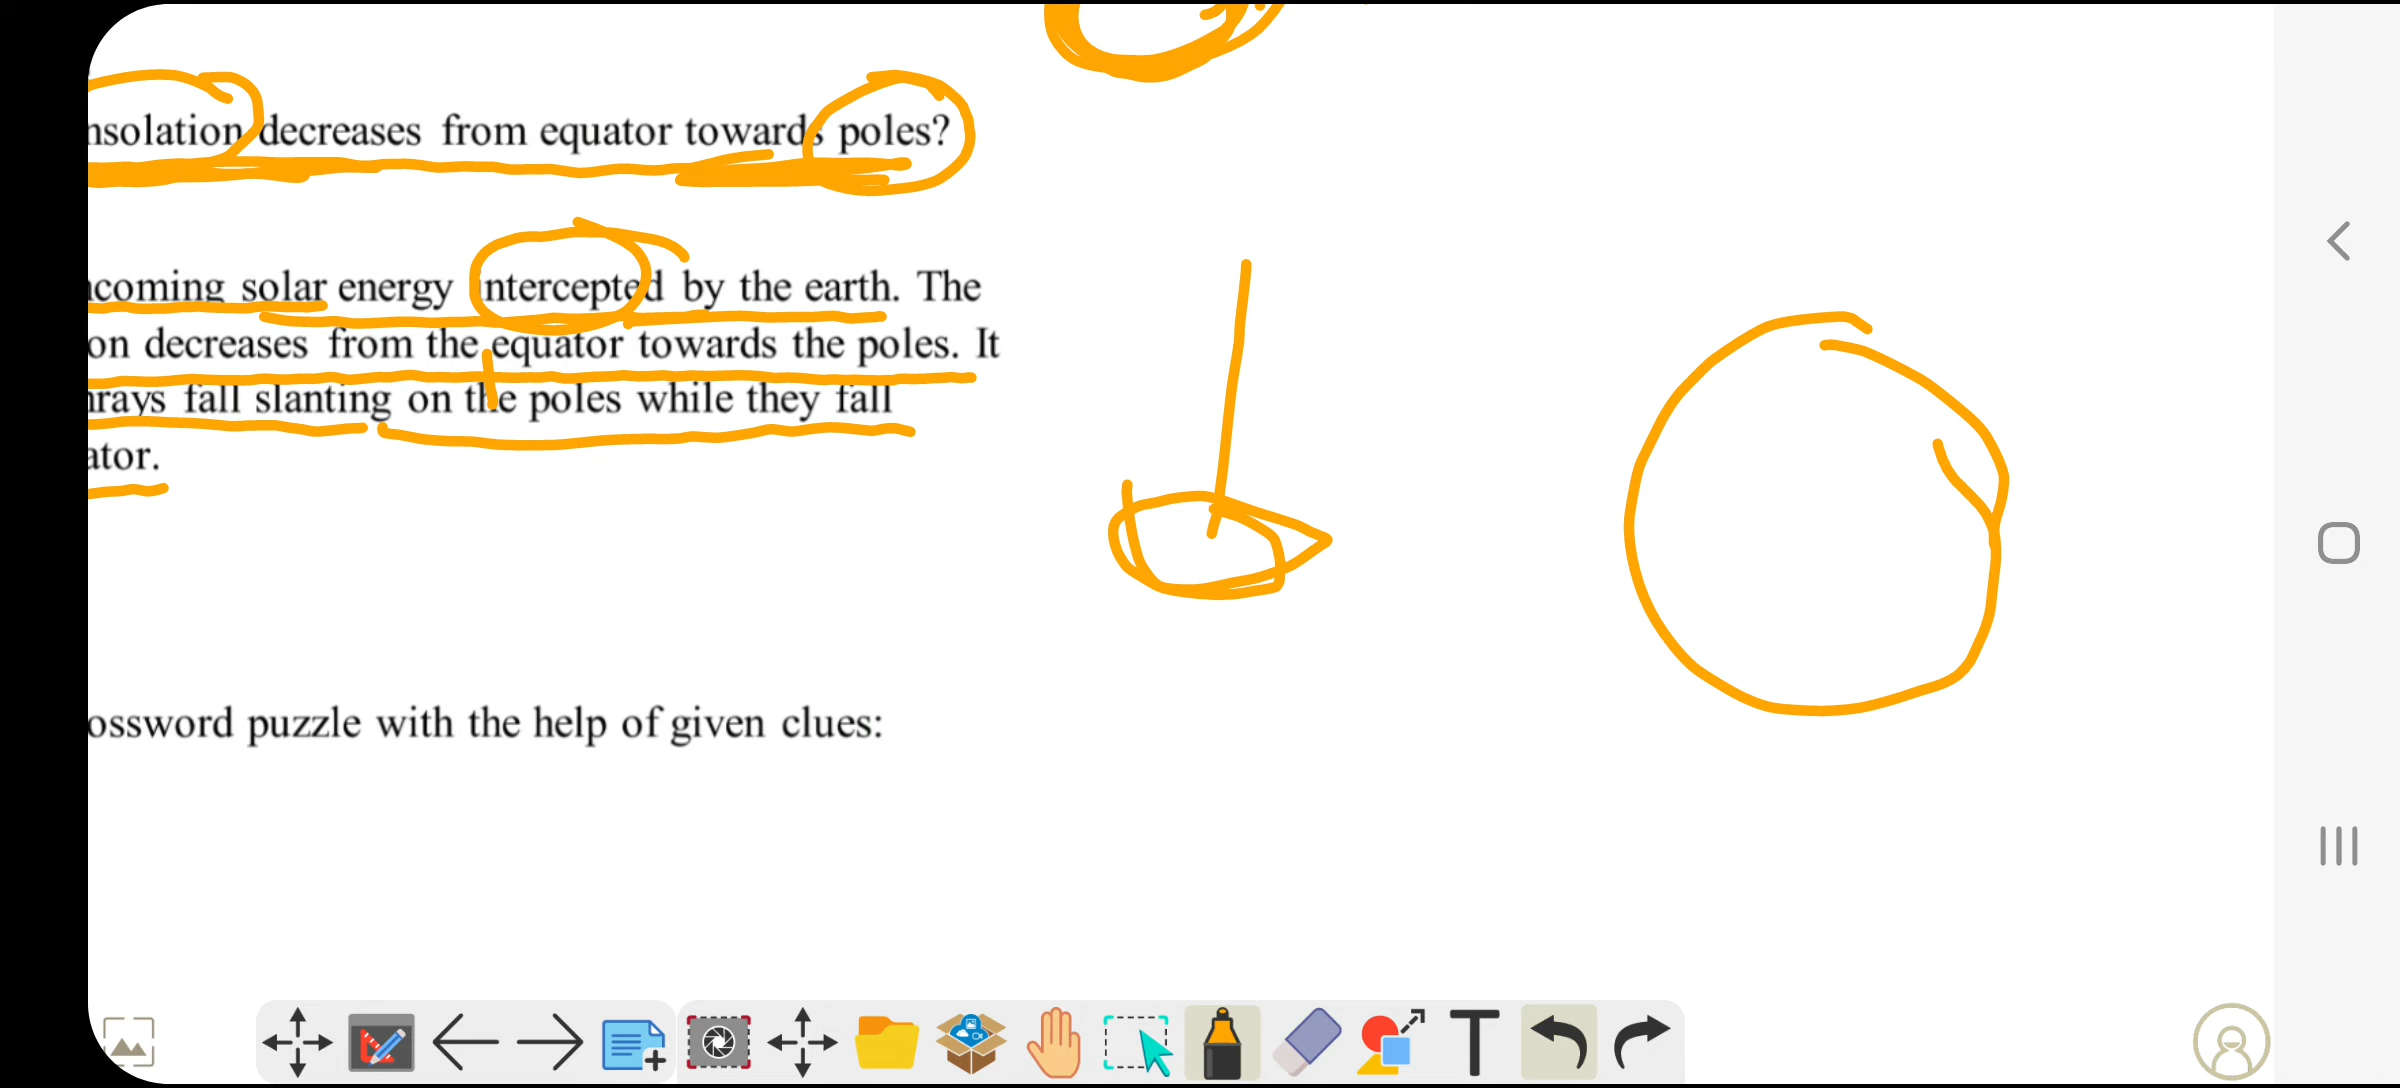 nsolation decreases from equator towards poles?
coming solar energy intercepted by the earth. The
on decreases from the equator towards the poles. It
rays fall slanting on the poles while they fall
ator.
ossword puzzle with the help of given clues: